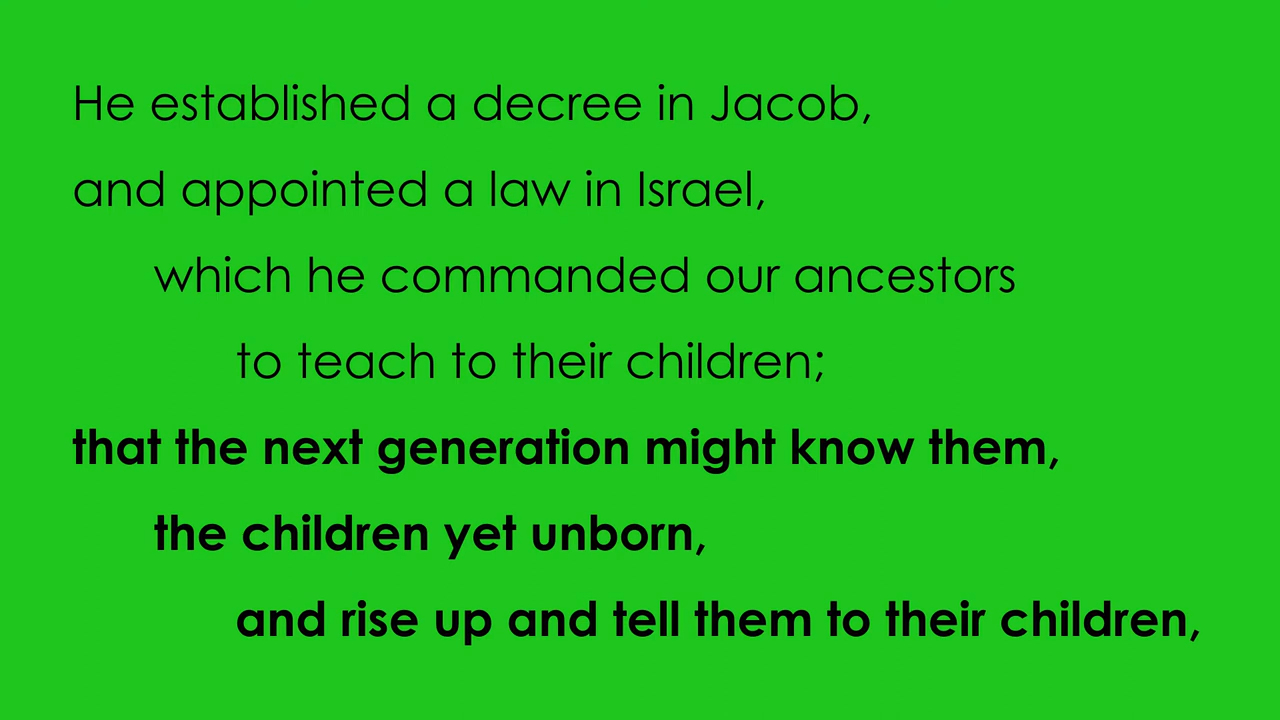 He established a decree in Jacob,
and appointed a law in Israel,
which he commanded our ancestors
to teach to their children;
that the next generation might know them,
the children yet unborn,
and rise up and tell them to their children,